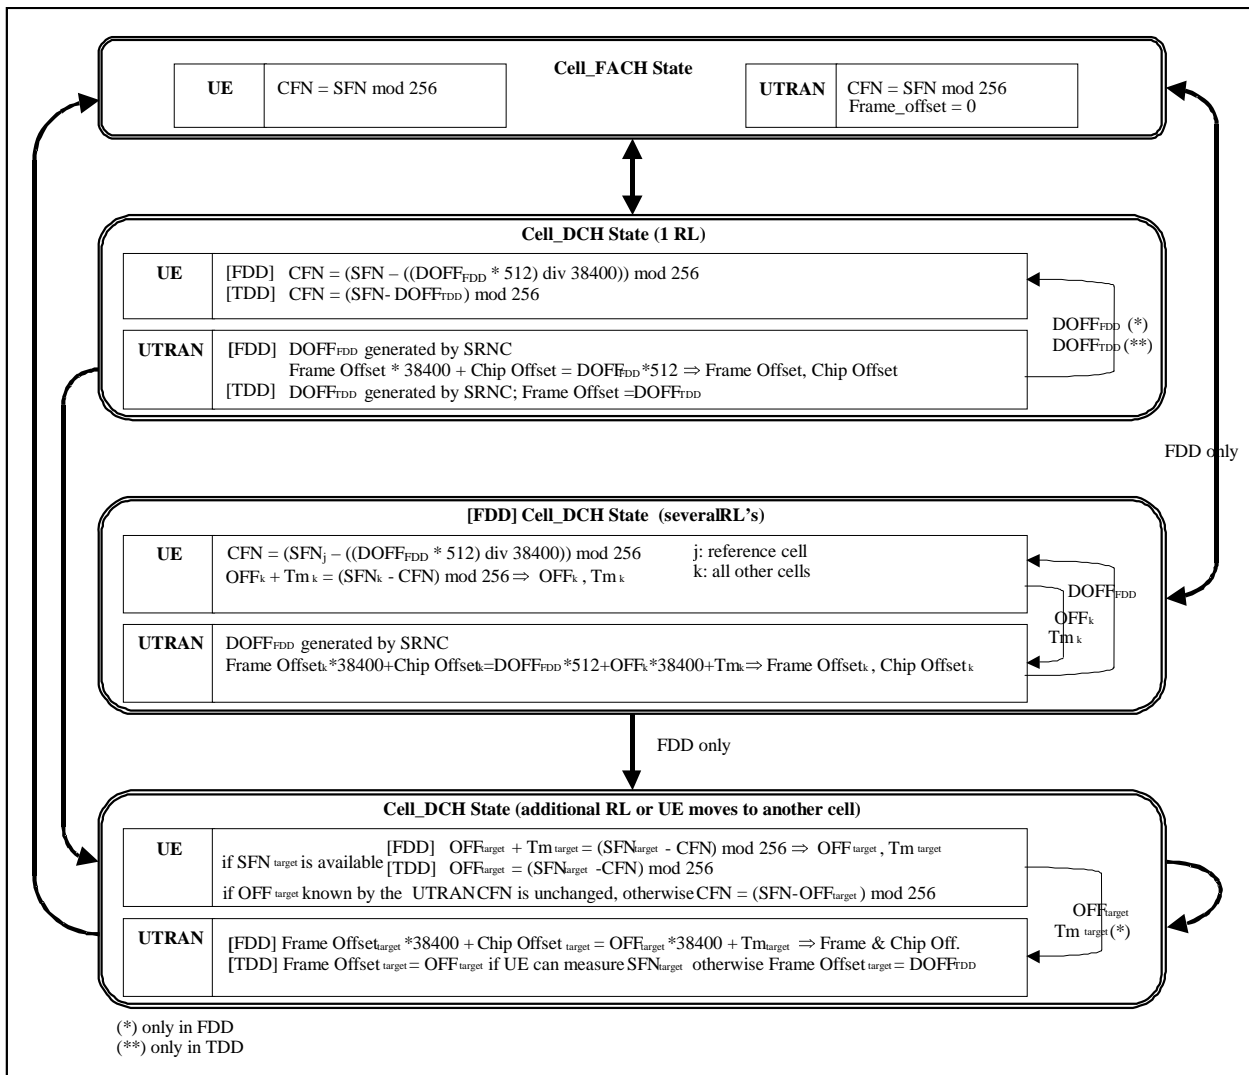 Cell_FACH State
UE CFN = SFN mod 256
UTRAN CFN = SFN mod 256
Frame_offset = 0
Cell_DCH State (1 RL)
UE [FDD] CFN = (SFN – ((DOFFFDD * 512) div 38400)) mod 256
[TDD] CFN = (SFN- DOFFTDD) mod 256
UTRAN [FDD] DOFFFDD generated by SRNC
Frame Offset * 38400 + Chip Offset = DOFFFDD *512 ⇒ Frame Offset, Chip Offset
[TDD] DOFFTDD generated by SRNC; Frame Offset =DOFFTDD
DOFFFDD (*)
DOFFTDD (**)
FDD only
[FDD] Cell_DCH State (severalRL's)
UE CFN = (SFNj – ((DOFFFDD * 512) div 38400)) mod 256
OFFk + Tmk = (SFNk - CFN) mod 256 ⇒ OFFk , Tmk
j: reference cell
k: all other cells
UTRAN DOFFFDD generated by SRNC
Frame Offsetk*38400+Chip Offsetk=DOFFFDD *512+OFFk*38400+Tmk ⇒ Frame Offsetk, Chip Offsetk
DOFFFDD
OFFk
Tmk
FDD only
Cell_DCH State (additional RL or UE moves to another cell)
UE if SFN target is available
[FDD] OFFtarget + Tm target = (SFNtarget - CFN) mod 256 ⇒ OFF target , Tm target
[TDD] OFFtarget = (SFNtarget -CFN) mod 256
if OFF target known by the UTRAN CFN is unchanged, otherwise CFN = (SFN-OFFtarget ) mod 256
UTRAN [FDD] Frame Offsettarget *38400 + Chip Offset target = OFFtarget *38400 + Tmtarget ⇒ Frame & Chip Off.
[TDD] Frame Offset target = OFF target if UE can measure SFNtarget otherwise Frame Offset target = DOFFTDD
OFFtarget
Tm target (*)
(*) only in FDD
(**) only in TDD